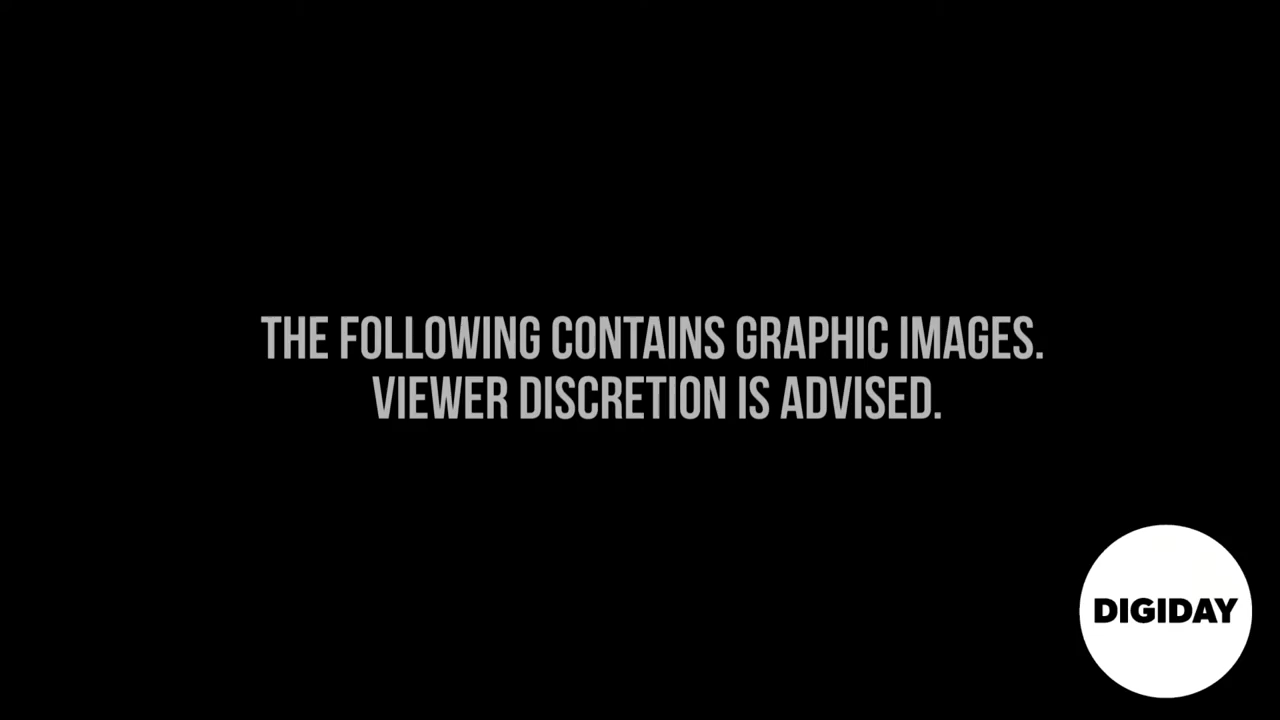 THE FOLLOWING CONTAINS GRAPHIC IMAGES.
VIEWER DISCRETION IS ADVISED.
DIGIDAY